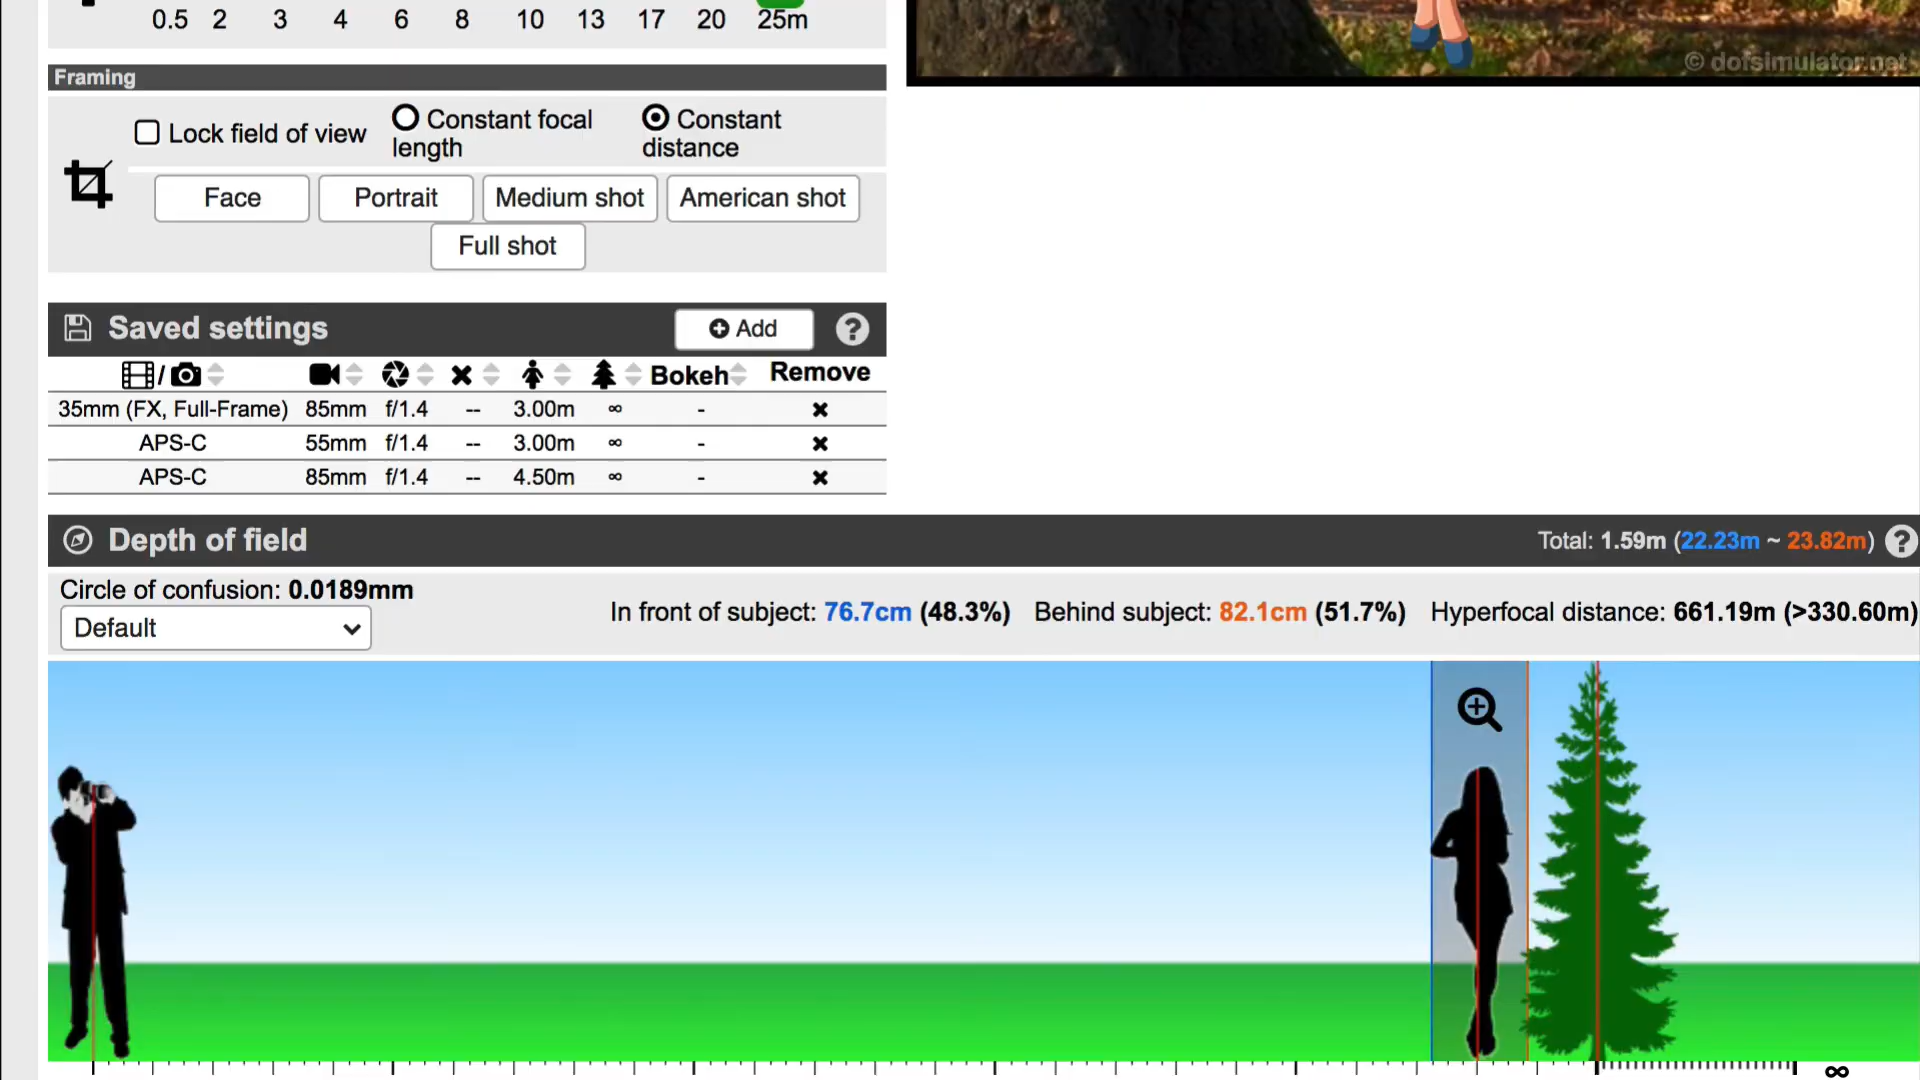 0.5 2 3 4 6 8 10 13 17 20 25m
© dofsimulator.net
Framing
Lock field of view
Constant focal length
Constant distance
Face Portrait Medium shot American shot
Full shot
Saved settings Add ?
/ Bokeh Remove
35mm (FX, Full-Frame) 85mm f/1.4 -- 3.00m ∞ -
APS-C 55mm f/1.4 -- 3.00m ∞ -
APS-C 85mm f/1.4 -- 4.50m ∞ -
Depth of field Total: 1.59m (22.23m ~ 23.82m) ?
Circle of confusion: 0.0189mm
Default
In front of subject: 76.7cm (48.3%) Behind subject: 82.1cm (51.7%) Hyperfocal distance: 661.19m (>330.60m)
∞